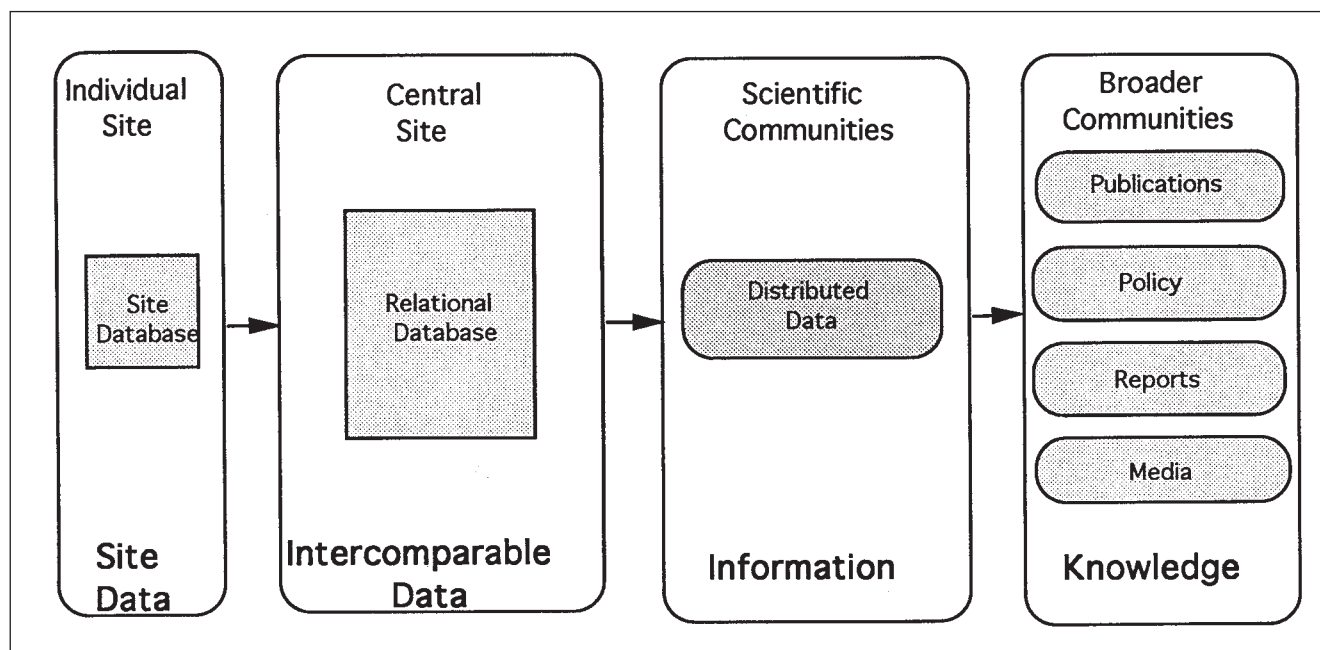 Individual
Site
Site
Database
Site
Data
Central
Site
Relational
Database
Intercomparable
Data
Scientific
Communities
Distributed
Data
Information
Broader
Communities
Publications
Policy
Reports
Media
Knowledge